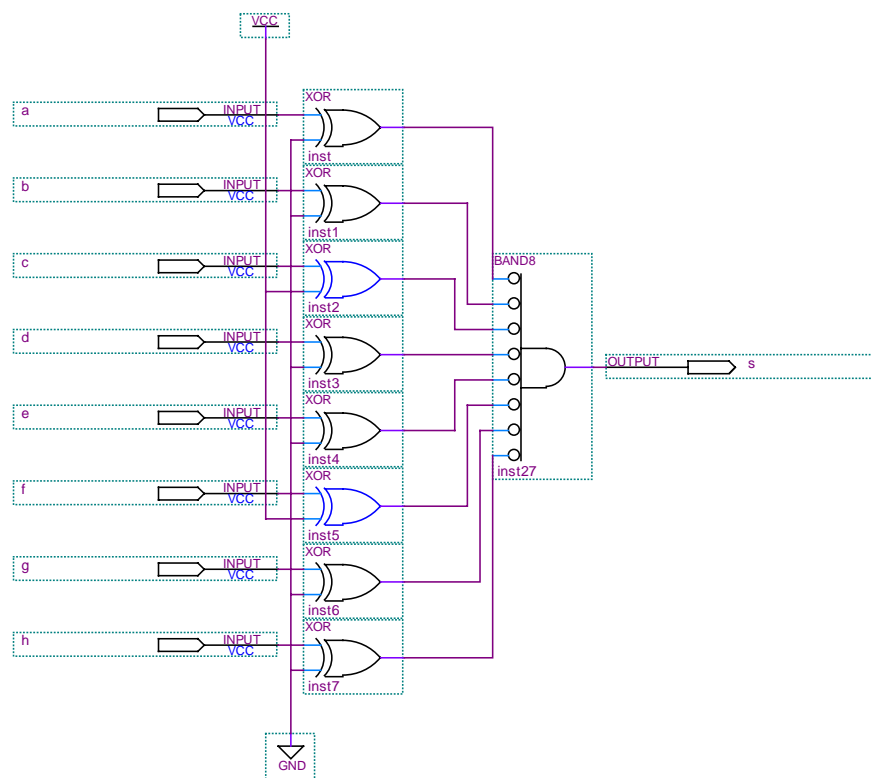 VCC
XOR
a INPUT
VCC
inst
XOR
b INPUT
VCC
inst1
XOR
c INPUT
VCC
inst2
BAND8
XOR
d INPUT
VCC
inst3
OUTPUT s
XOR
e INPUT
VCC
inst4
inst27
XOR
f INPUT
VCC
inst5
XOR
g INPUT
VCC
inst6
XOR
h INPUT
VCC
inst7
GND